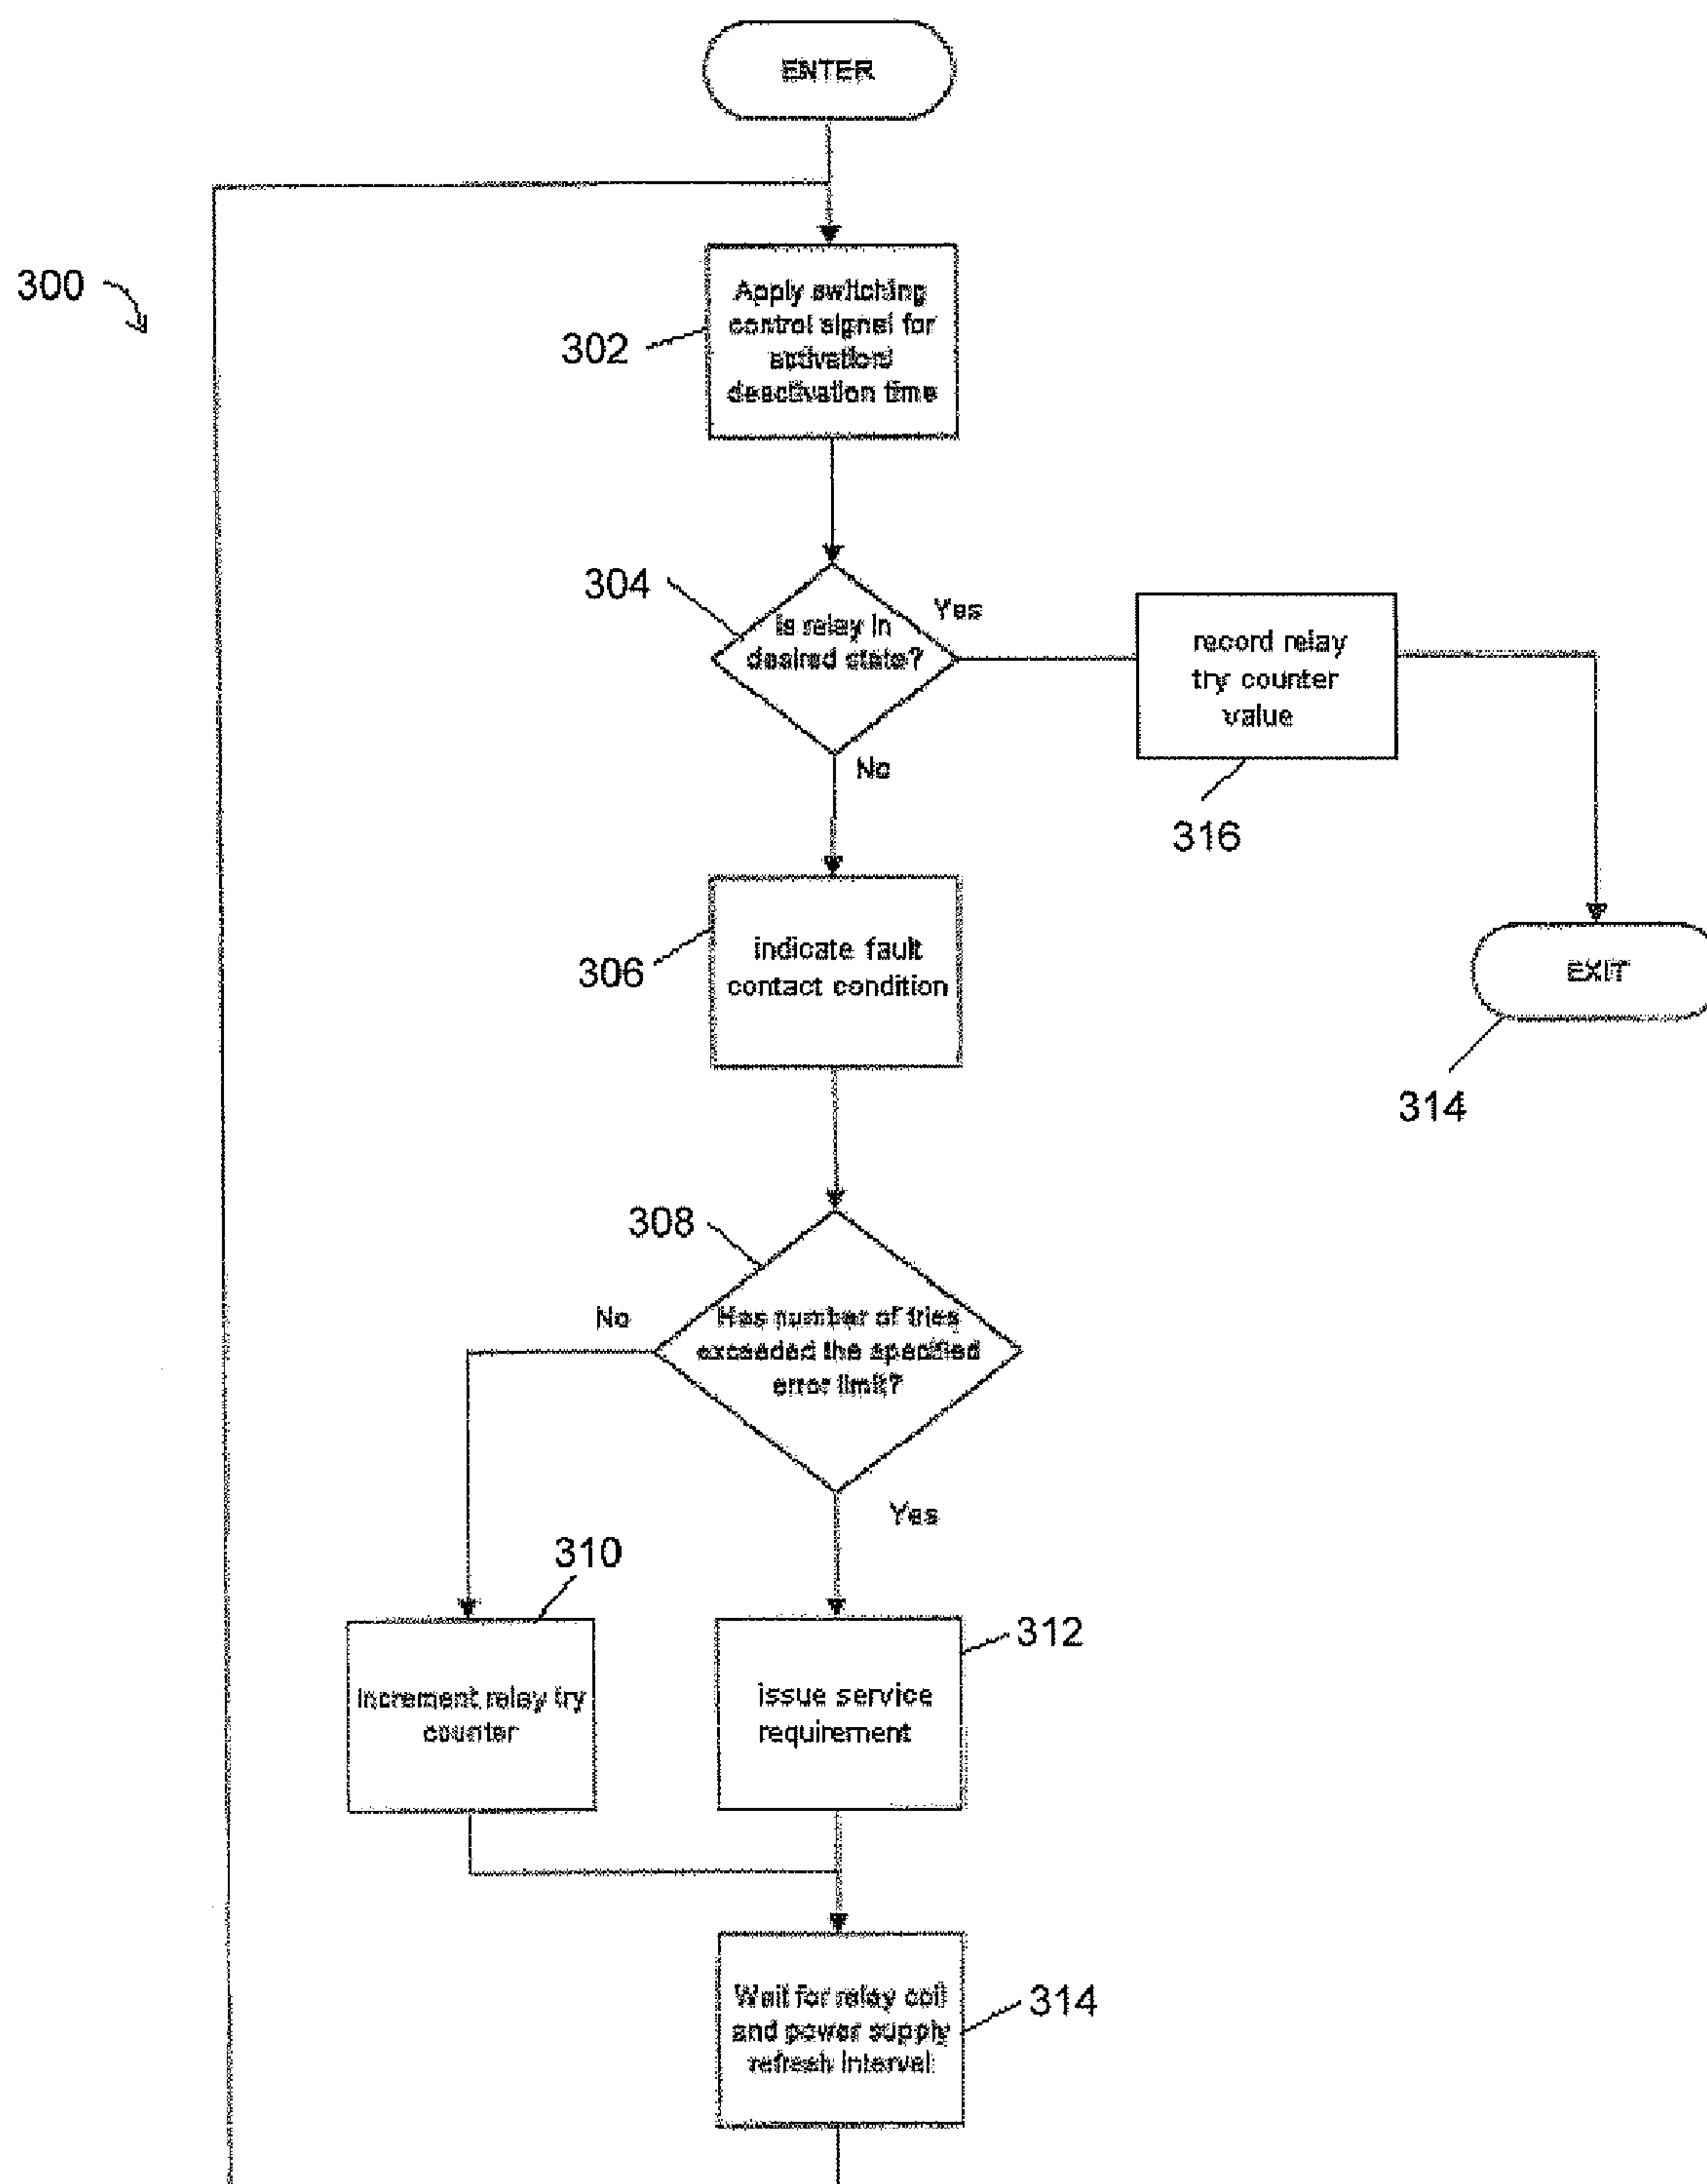 ENTER
300
302
Apply switching
control signal for
activation/
deactivation time
304
Is relay in
desired state?
Yes
No
record relay
try counter
value
316
306
indicate fault
contact condition
EXIT
314
308
No
Has number of tries
exceeded the specified
error limit?
Yes
310
Increment relay try
counter
312
issue service
requirement
Wait for relay coil
and power supply
refresh interval
314